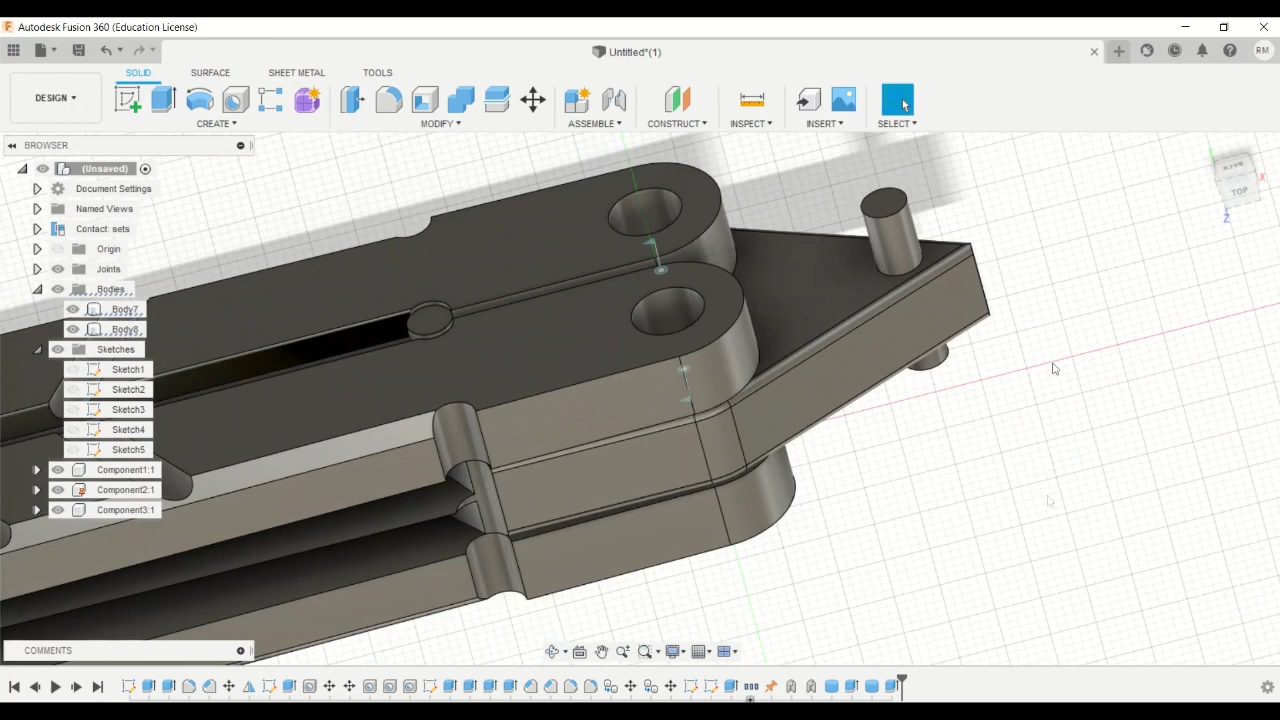 Autodesk Fusion 360 (Education License)
Untitled*(1)
RM
SOLID SURFACE SHEET METAL TOOLS
DESIGN
CREATE MODIFY ASSEMBLE CONSTRUCT INSPECT INSERT SELECT
BROWSER
(Unsaved)
Document Settings
Named Views
Contact: sets
Origin
Joints
Bodies
Body7
Body8
Sketches
Sketch1
Sketch2
Sketch3
Sketch4
Sketch5
Component1:1
Component2:1
Component3:1
BACK
TOP
X
Z
COMMENTS